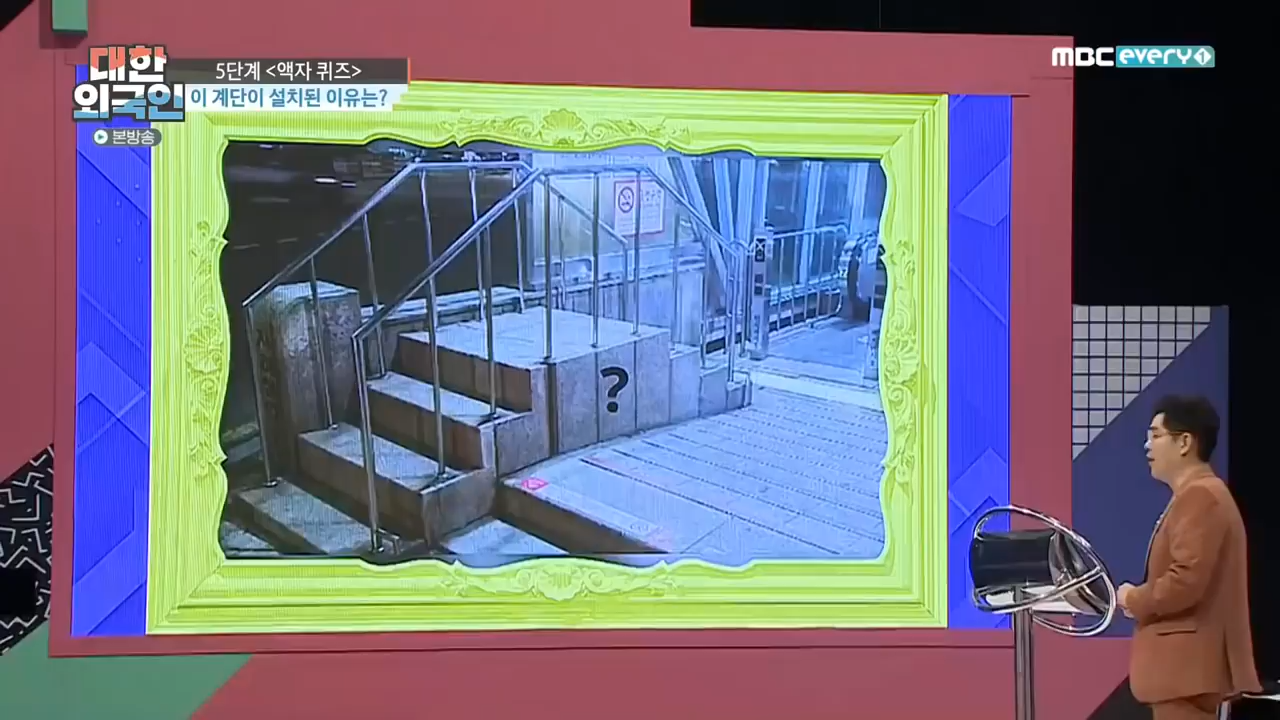 대한
외국인
본방송
5단계 <액자 퀴즈>
이 계단이 설치된 이유는?
MBC every1
?